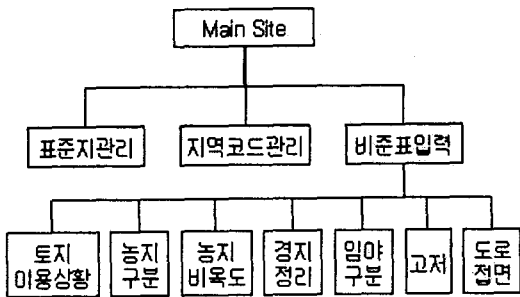 Main Site
표준지관리 지역코드관리 비준표입력
토지 농지 농지 경지 임야 고저 도로
이용상황 구분 비옥도 정리 구분 접면